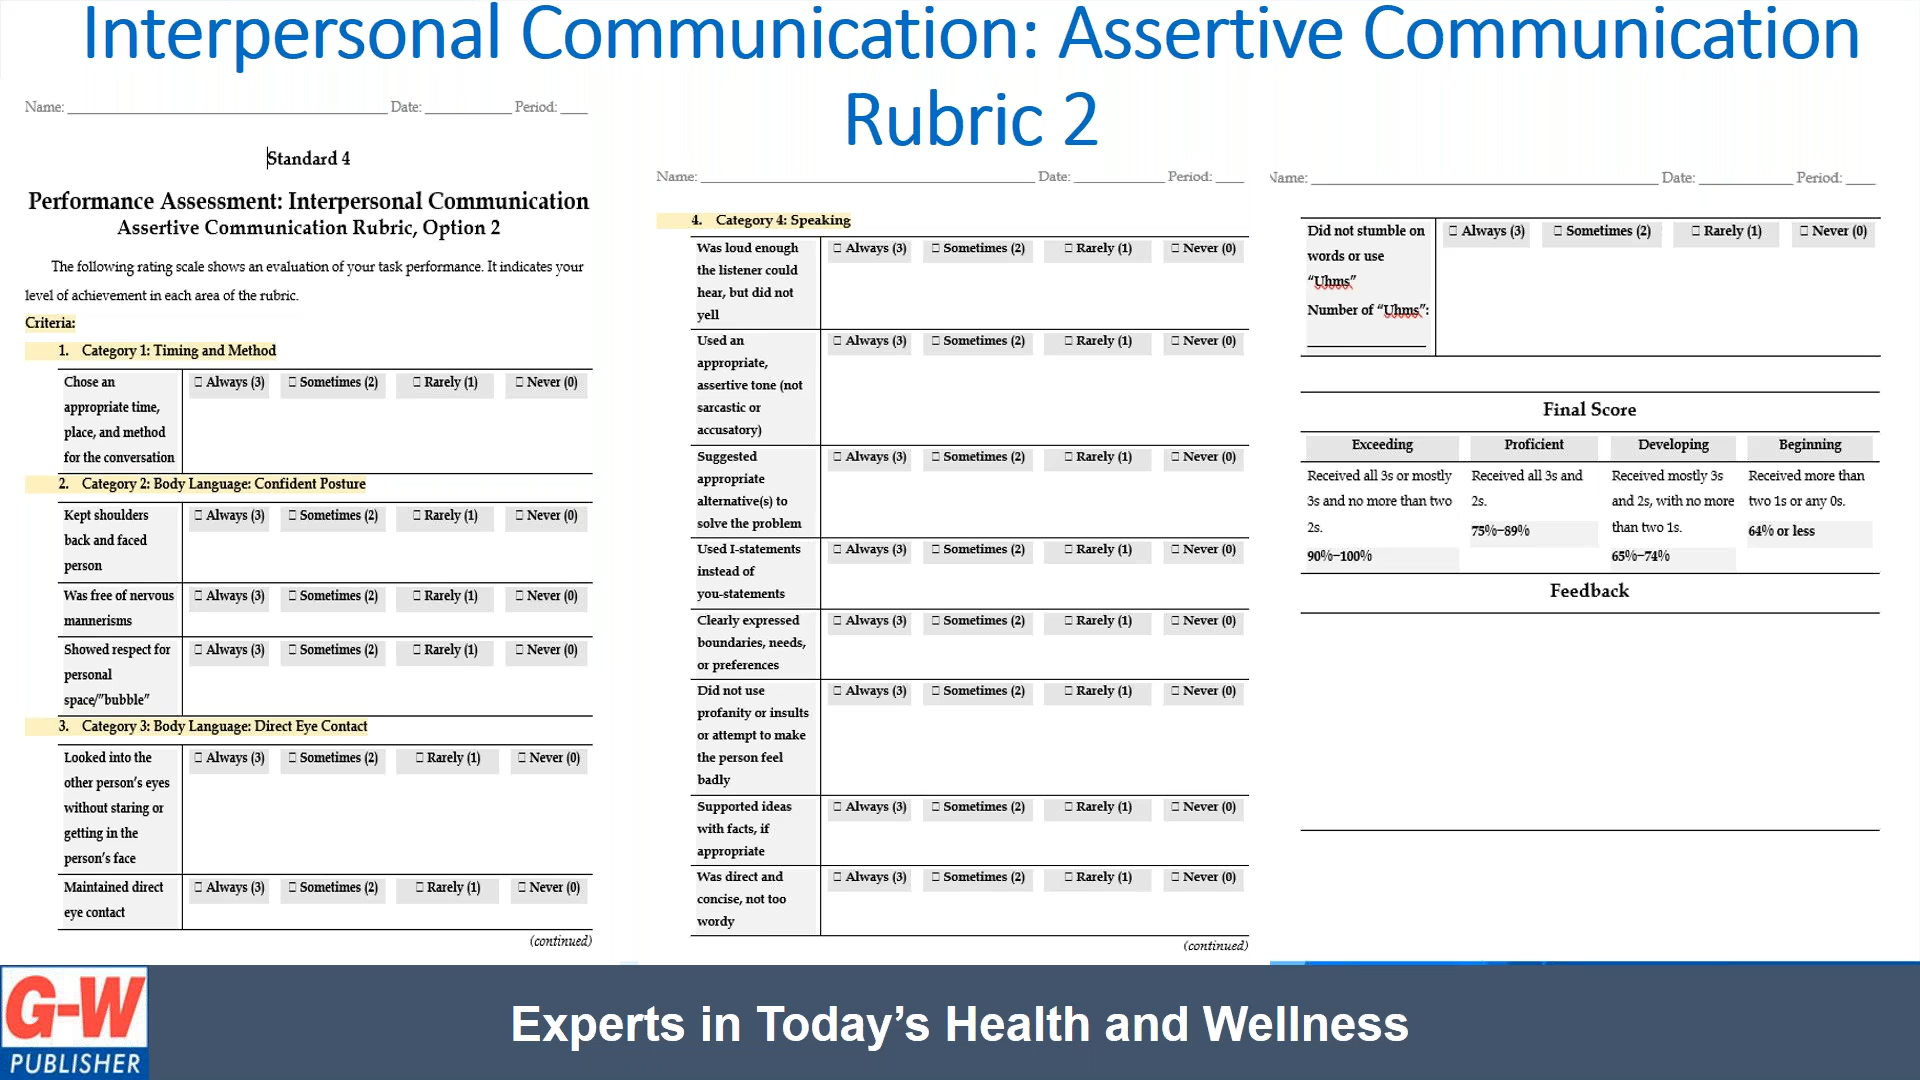 Interpersonal Communication: Assertive Communication
Rubric 2
Name: ____ Date: ____ Period: ____
Standard 4
Performance Assessment: Interpersonal Communication
Assertive Communication Rubric, Option 2
The following rating scale shows an evaluation of your task performance. It indicates your
level of achievement in each area of the rubric.
Criteria:
1. Category 1: Timing and Method
Chose an ☐ Always (3) ☐ Sometimes (2) ☐ Rarely (1) ☐ Never (0)
appropriate time,
place, and method
for the conversation
2. Category 2: Body Language: Confident Posture
Kept shoulders ☐ Always (3) ☐ Sometimes (2) ☐ Rarely (1) ☐ Never (0)
back and faced
person
Was free of nervous ☐ Always (3) ☐ Sometimes (2) ☐ Rarely (1) ☐ Never (0)
mannerisms
Showed respect for ☐ Always (3) ☐ Sometimes (2) ☐ Rarely (1) ☐ Never (0)
personal
space/"bubble"
3. Category 3: Body Language: Direct Eye Contact
Looked into the ☐ Always (3) ☐ Sometimes (2) ☐ Rarely (1) ☐ Never (0)
other person's eyes
without staring or
getting in the
person's face
Maintained direct ☐ Always (3) ☐ Sometimes (2) ☐ Rarely (1) ☐ Never (0)
eye contact
(continued)
Name: ____ Date: ____ Period: ____
4. Category 4: Speaking
Was loud enough ☐ Always (3) ☐ Sometimes (2) ☐ Rarely (1) ☐ Never (0)
the listener could
hear, but did not
yell
Used an ☐ Always (3) ☐ Sometimes (2) ☐ Rarely (1) ☐ Never (0)
appropriate,
assertive tone (not
sarcastic or
accusatory)
Suggested ☐ Always (3) ☐ Sometimes (2) ☐ Rarely (1) ☐ Never (0)
appropriate
alternative(s) to
solve the problem
Used I-statements ☐ Always (3) ☐ Sometimes (2) ☐ Rarely (1) ☐ Never (0)
instead of
you-statements
Clearly expressed ☐ Always (3) ☐ Sometimes (2) ☐ Rarely (1) ☐ Never (0)
boundaries, needs,
or preferences
Did not use ☐ Always (3) ☐ Sometimes (2) ☐ Rarely (1) ☐ Never (0)
profanity or insults
or attempt to make
the person feel
badly
Supported ideas ☐ Always (3) ☐ Sometimes (2) ☐ Rarely (1) ☐ Never (0)
with facts, if
appropriate
Was direct and ☐ Always (3) ☐ Sometimes (2) ☐ Rarely (1) ☐ Never (0)
concise, not too
wordy
(continued)
Name: ____ Date: ____ Period: ____
Did not stumble on ☐ Always (3) ☐ Sometimes (2) ☐ Rarely (1) ☐ Never (0)
words or use
“Uhms”
Number of “Uhms”:
____
Final Score
Exceeding Proficient Developing Beginning
Received all 3s or mostly Received all 3s and Received mostly 3s Received more than
3s and no more than two 2s. and 2s, with no more two 1s or any 0s.
2s. 75%–89% than two 1s. 64% or less
90%–100% 65%–74%
Feedback
G-W
PUBLISHER
Experts in Today’s Health and Wellness